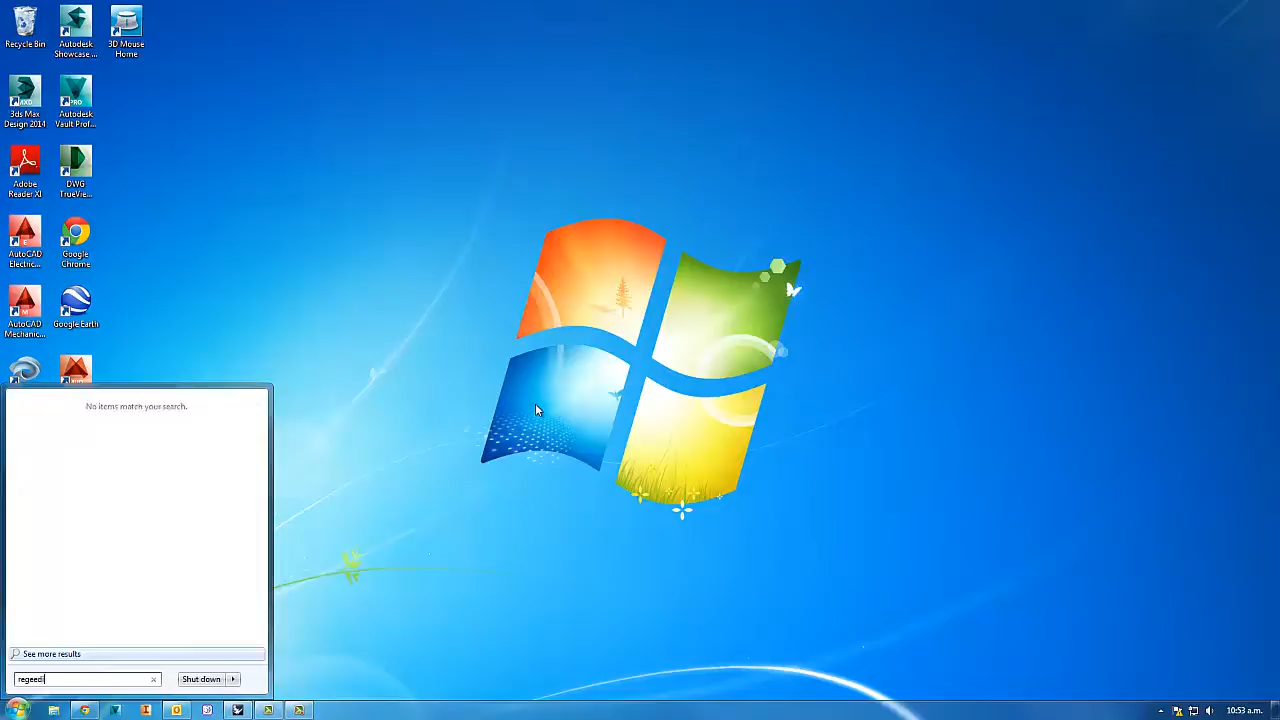 Recycle Bin
Autodesk
Showcase...
3D Mouse
Home
3ds Max
Design 2014
Autodesk
Vault Prof...
Adobe
Reader XI
DWG
TrueVie...
AutoCAD
Electric...
Google
Chrome
AutoCAD
Mechanic...
Google Earth
No items match your search.
See more results
regeedi
Shut down
10:53 a.m.